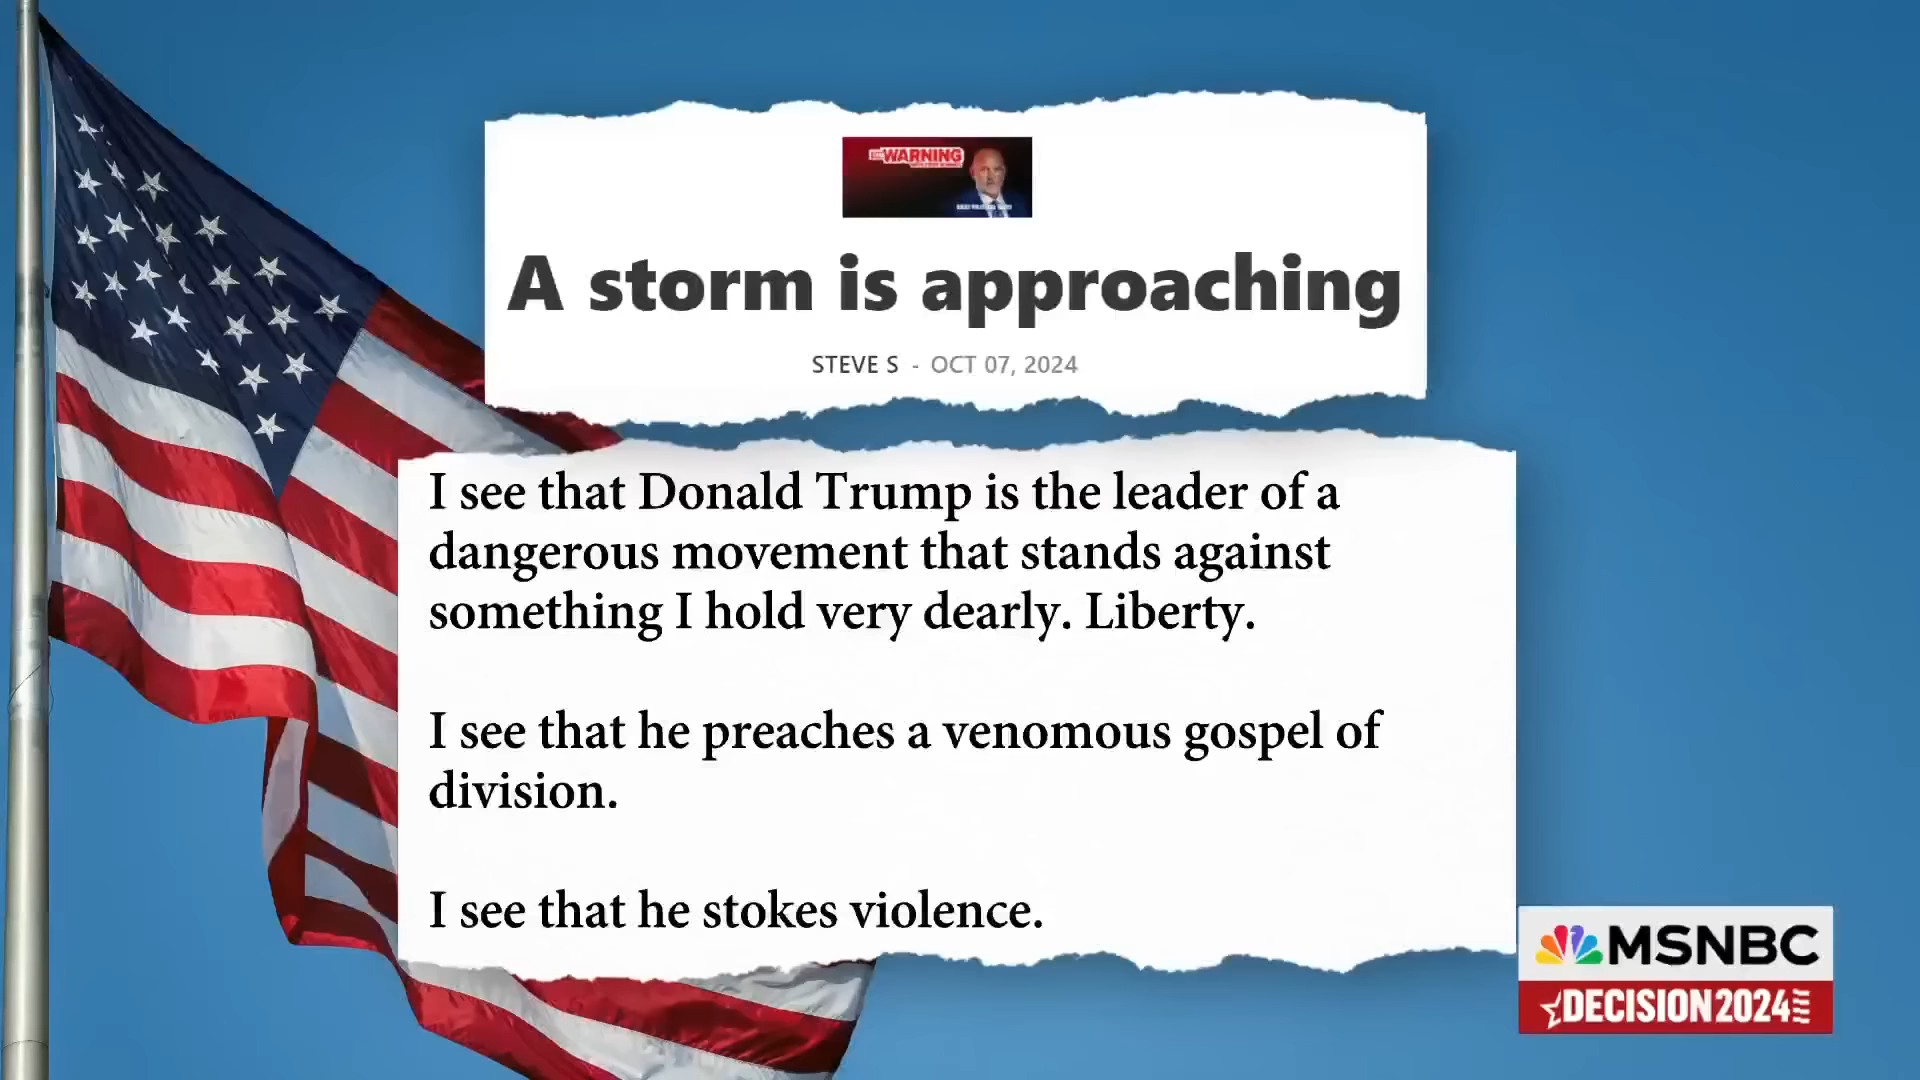 WARNING
A storm is approaching
STEVE S - OCT 07, 2024
I see that Donald Trump is the leader of a
dangerous movement that stands against
something I hold very dearly. Liberty.
I see that he preaches a venomous gospel of
division.
I see that he stokes violence.
MSNBC
DECISION 2024